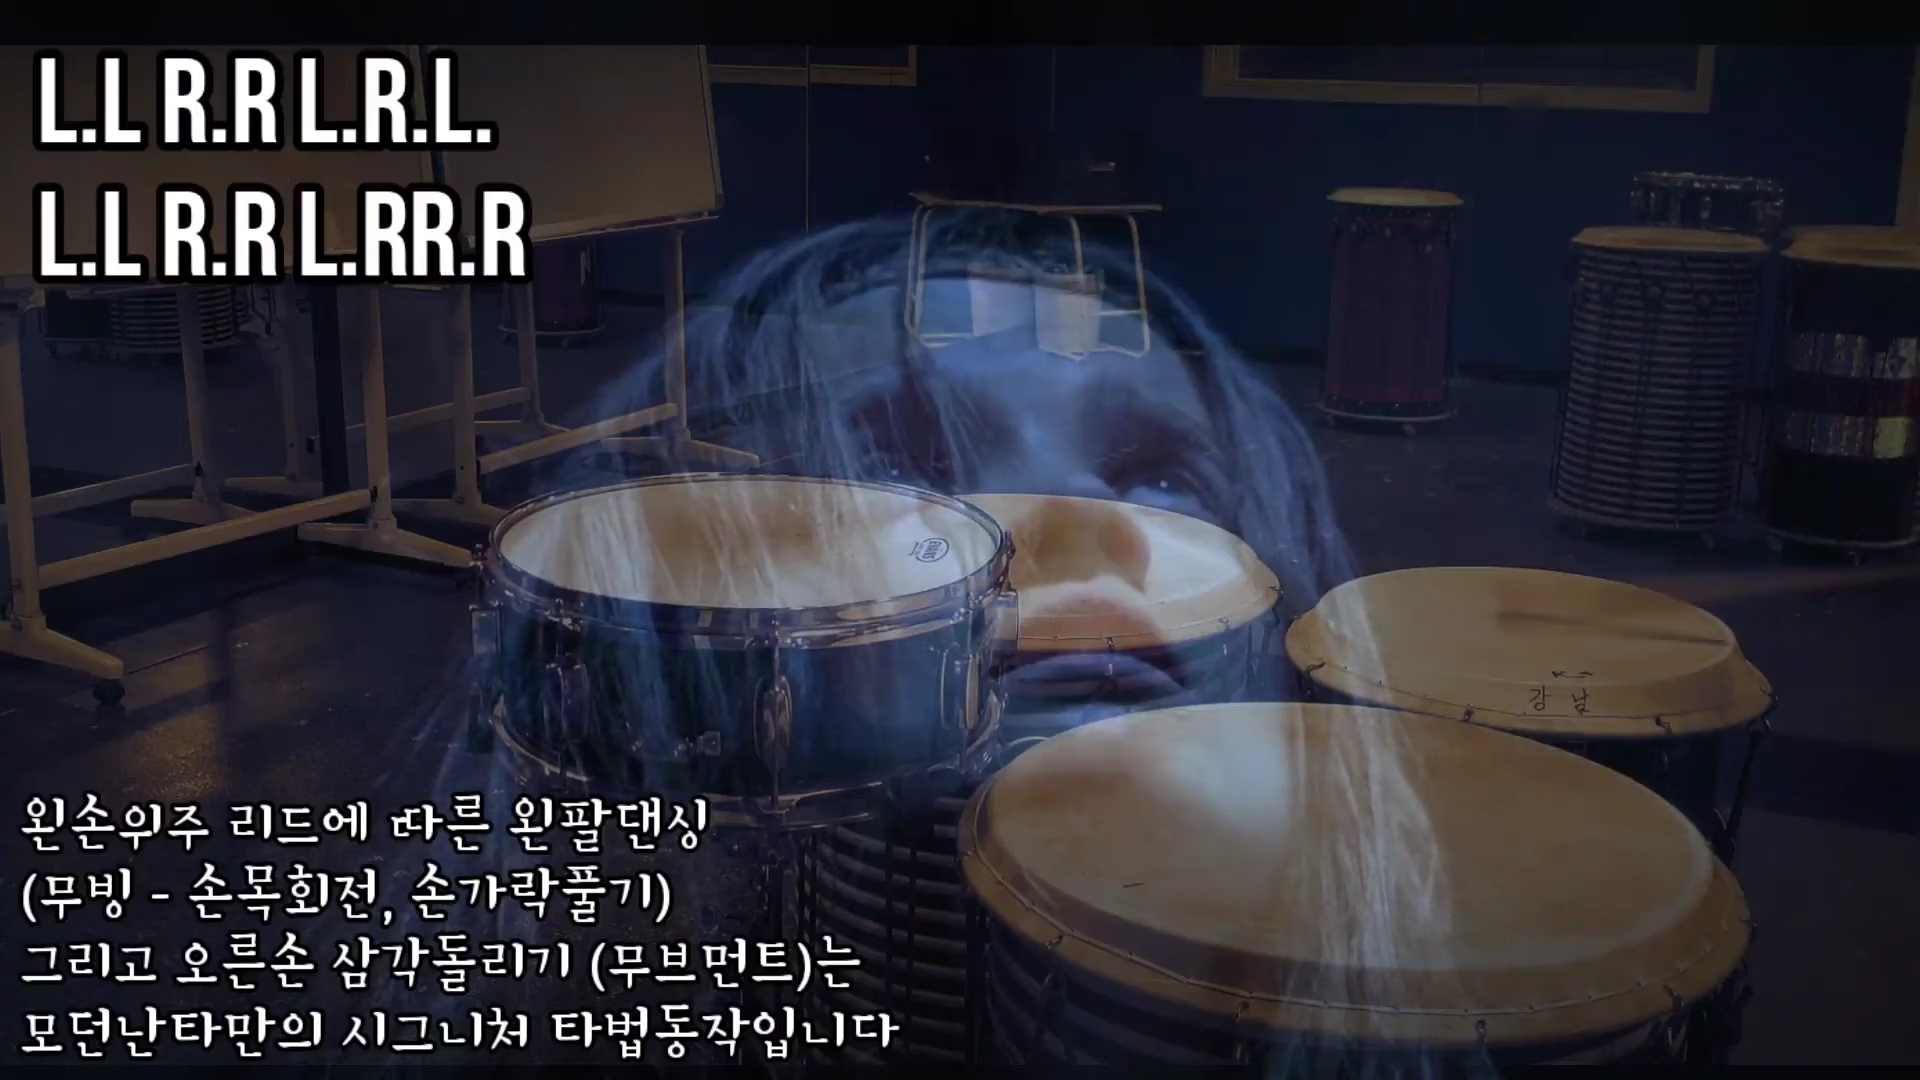 L.L R.R L.R.L.
L.L R.R L.RR.R
EVANS
강 남
왼손위주 리드에 따른 왼팔댄싱
(무빙 - 손목회전, 손가락풀기)
그리고 오른손 삼각돌리기 (무브먼트)는
모던난타만의 시그니처 타법동작입니다